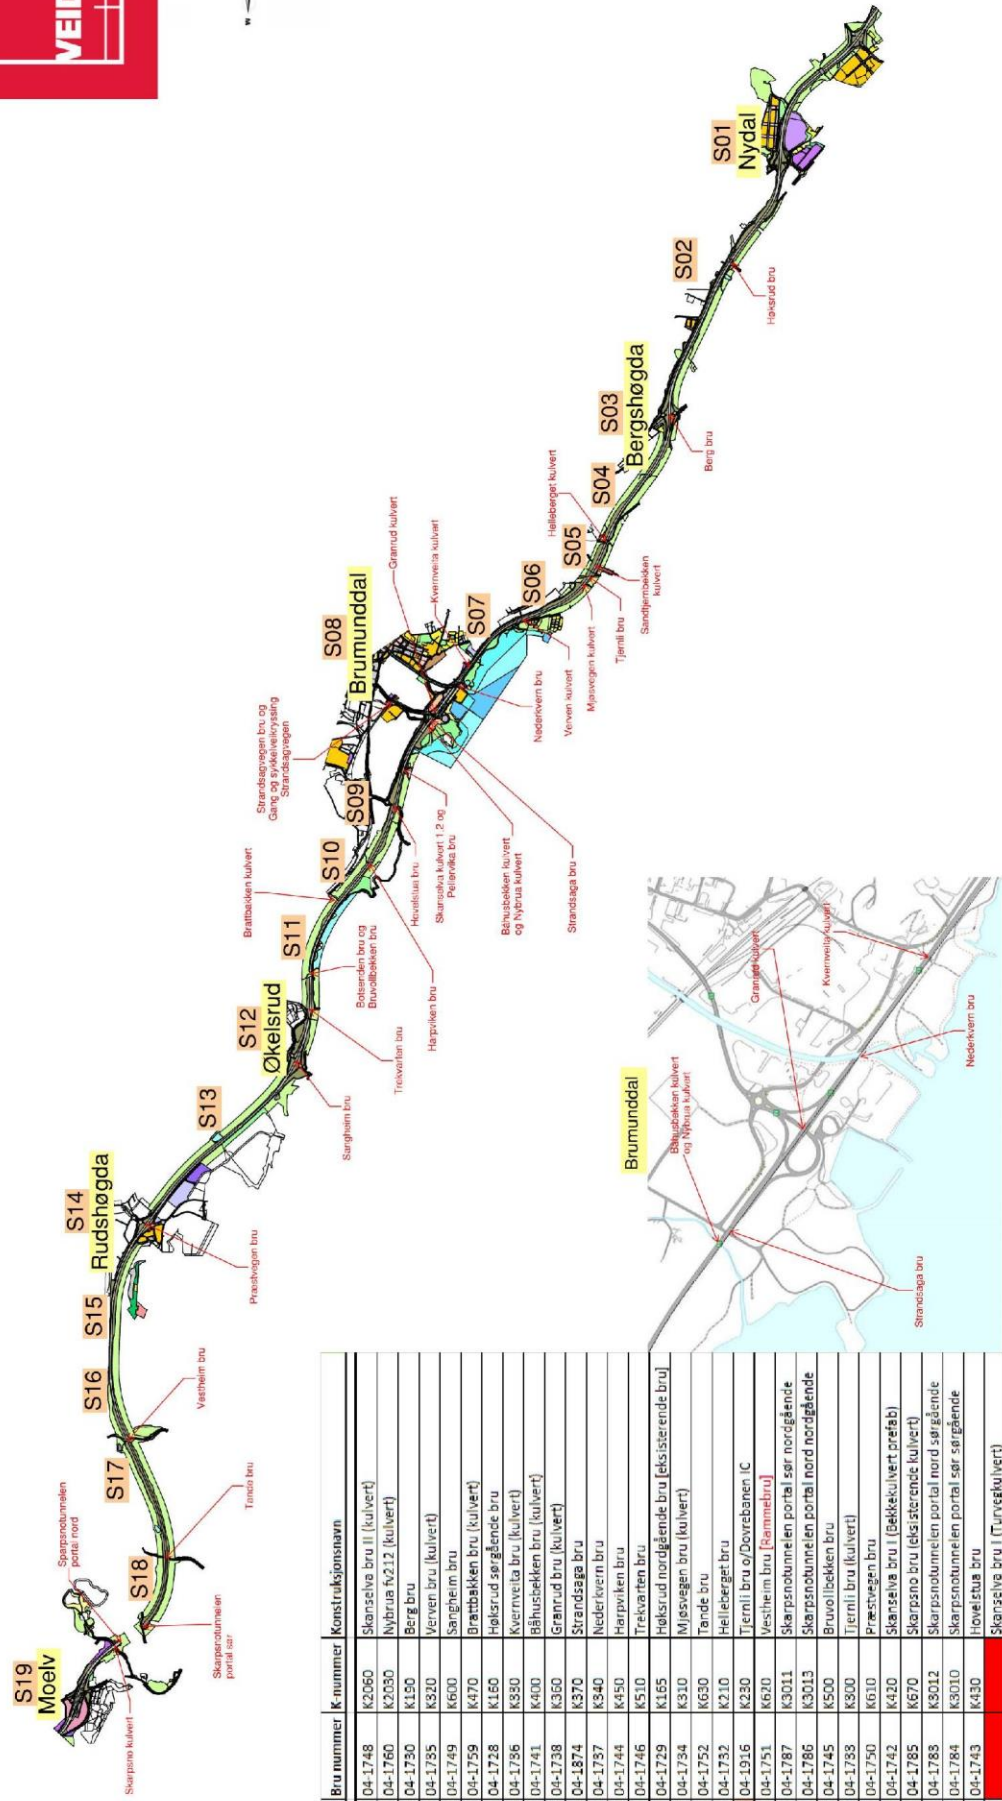 VEID
N
S19
Moelv
Skarpsno kulvert
Sparpsnotunnelen
portal nord
Skarpsnotunnelen
portal sør
S18
Tande bru
S17
Vestheim bru
S16
S15
S14
Rudshøgda
Præstvegen bru
S13
S12
Økelsrud
Sangheim bru
Trekvarten bru
S11
Botsenden bru og
Bruvollbekken bru
Brattbakken kulvert
S10
Harpviken bru
S09
Hovelstua bru
Skanselva kulvert 1,2 og
Pellervika bru
Strandsagvegen bru og
Gang og sykkelveikryssing
Strandsagvegen
S08
Brumunddal
Båhusbekken kulvert
og Nybrua kulvert
Strandsaga bru
Granrud kulvert
Kvernveita kulvert
S07
Nederkvern bru
S06
Verven kulvert
Mjøsvegen kulvert
S05
Tjernli bru
Sandtjernbekken
kulvert
Helleberget kulvert
S04
S03
Bergshøgda
Berg bru
S02
Høksrud bru
S01
Nydal
Brumunddal
Båhusbekken kulvert
og Nybrua kulvert
Granrud kulvert
Kvernveita kulvert
Strandsaga bru
Nederkvern bru
Bru nummer K-nummer Konstruksjonsnavn
04-1748 K2060 Skanselva bru II (kulvert)
04-1760 K2030 Nybrua fv212 (kulvert)
04-1730 K190 Berg bru
04-1735 K320 Verven bru (kulvert)
04-1749 K600 Sangheim bru
04-1759 K470 Brattbakken bru (kulvert)
04-1728 K160 Høksrud sørgående bru
04-1736 K330 Kvernveita bru (kulvert)
04-1741 K400 Båhusbekken bru (kulvert)
04-1738 K360 Granrud bru (kulvert)
04-1874 K370 Strandsaga bru
04-1737 K340 Nederkvern bru
04-1744 K450 Harpviken bru
04-1746 K510 Trekvarten bru
04-1729 K165 Høksrud nordgående bru [eksisterende bru]
04-1734 K310 Mjøsvegen bru (kulvert)
04-1752 K630 Tande bru
04-1732 K210 Helleberget bru
04-1916 K230 Tjernli bru o/Dovrebanen IC
04-1751 K620 Vestheim bru [Rammebru]
04-1787 K3011 Skarpsnotunnelen portal sør nordgående
04-1786 K3013 Skarpsnotunnelen portal nord nordgående
04-1745 K500 Bruvollbekken bru
04-1733 K300 Tjernli bru (kulvert)
04-1750 K610 Præstvegen bru
04-1742 K420 Skanselva bru I (Bekkekulvert prefab)
04-1785 K670 Skarpsno bru (eksisterende kulvert)
04-1783 K3012 Skarpsnotunnelen portal nord sørgående
04-1784 K3010 Skarpsnotunnelen portal sør sørgående
04-1743 K430 Hovelstua bru
Skanselva bru I (Turvegkulvert)